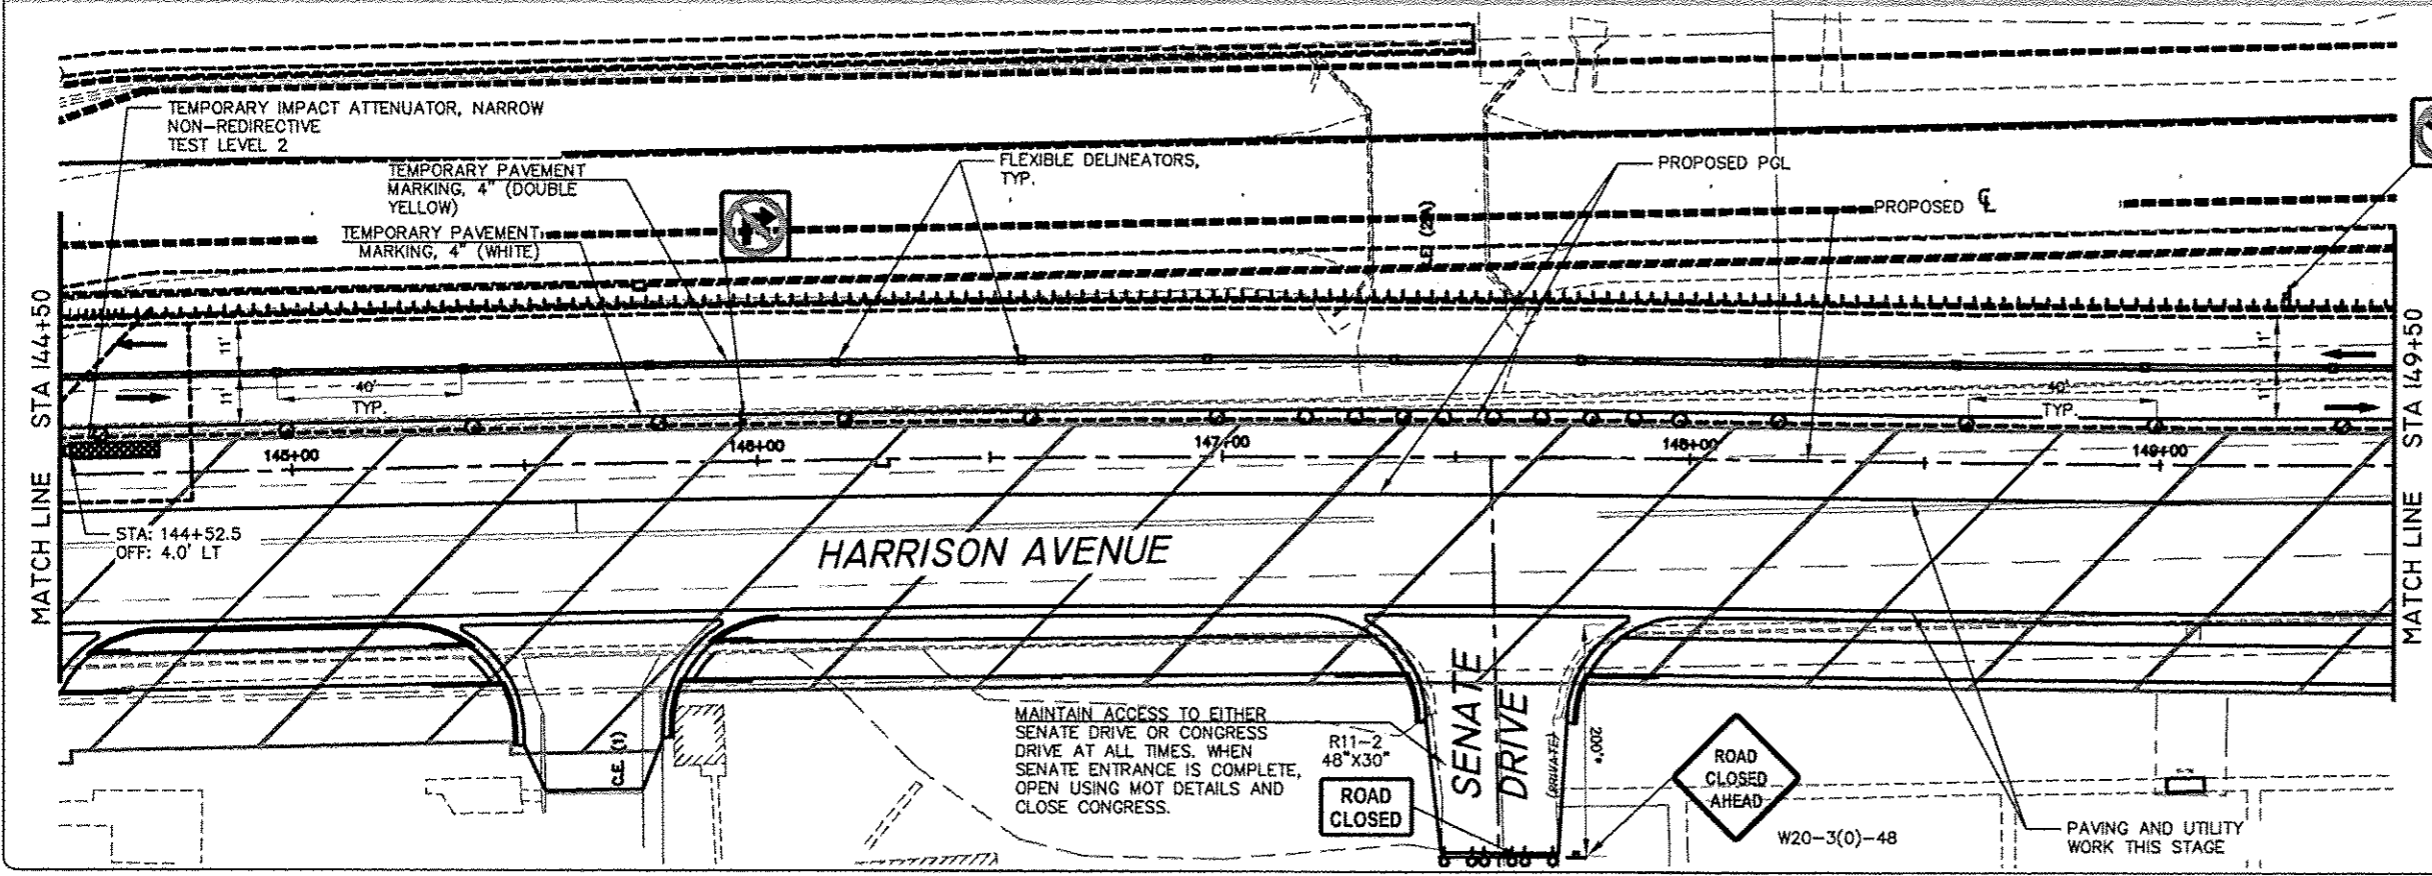 TEMPORARY IMPACT ATTENUATOR, NARROW
NON-REDIRECTIVE
TEST LEVEL 2
TEMPORARY PAVEMENT
MARKING, 4" (DOUBLE
YELLOW)
TEMPORARY PAVEMENT
MARKING, 4" (WHITE)
FLEXIBLE DELINEATORS,
TYP.
PROPOSED PGL
PROPOSED ℄
MATCH LINE STA 144+50
MATCH LINE STA 149+50
11'
11'
40'
TYP.
11'
11'
40'
TYP.
145+00
146+00
147+00
148+00
149+00
STA: 144+52.5
OFF: 4.0' LT
HARRISON AVENUE
C.E. (1)
MAINTAIN ACCESS TO EITHER
SENATE DRIVE OR CONGRESS
DRIVE AT ALL TIMES. WHEN
SENATE ENTRANCE IS COMPLETE,
OPEN USING MOT DETAILS AND
CLOSE CONGRESS.
R11-2
48"X30"
ROAD
CLOSED
SENATE
DRIVE
(PRIVATE)
200'
ROAD
CLOSED
AHEAD
W20-3(0)-48
PAVING AND UTILITY
WORK THIS STAGE